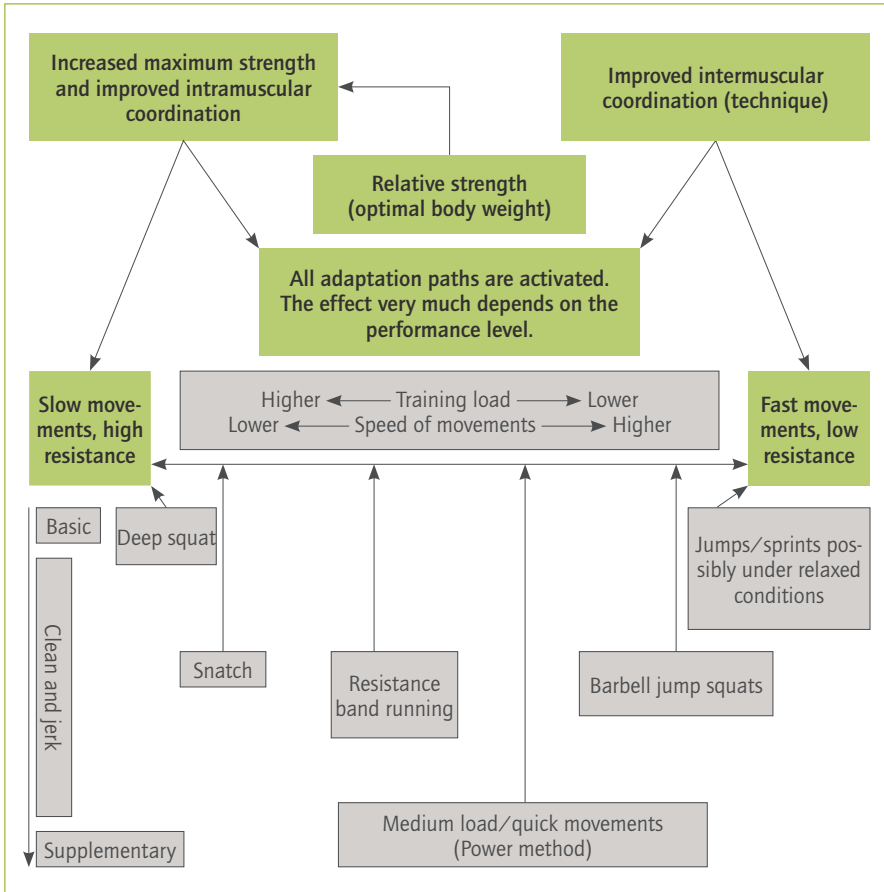 Increased maximum strength
and improved intramuscular
coordination
Improved intermuscular
coordination (technique)
Relative strength
(optimal body weight)
All adaptation paths are activated.
The effect very much depends on the
performance level.
Slow move-
ments, high
resistance
Higher Training load Lower
Lower Speed of movements Higher
Fast move-
ments, low
resistance
Basic
Deep squat
Jumps/sprints pos-
sibly under relaxed
conditions
Clean and jerk
Snatch
Resistance
band running
Barbell jump squats
Medium load/quick movements
(Power method)
Supplementary